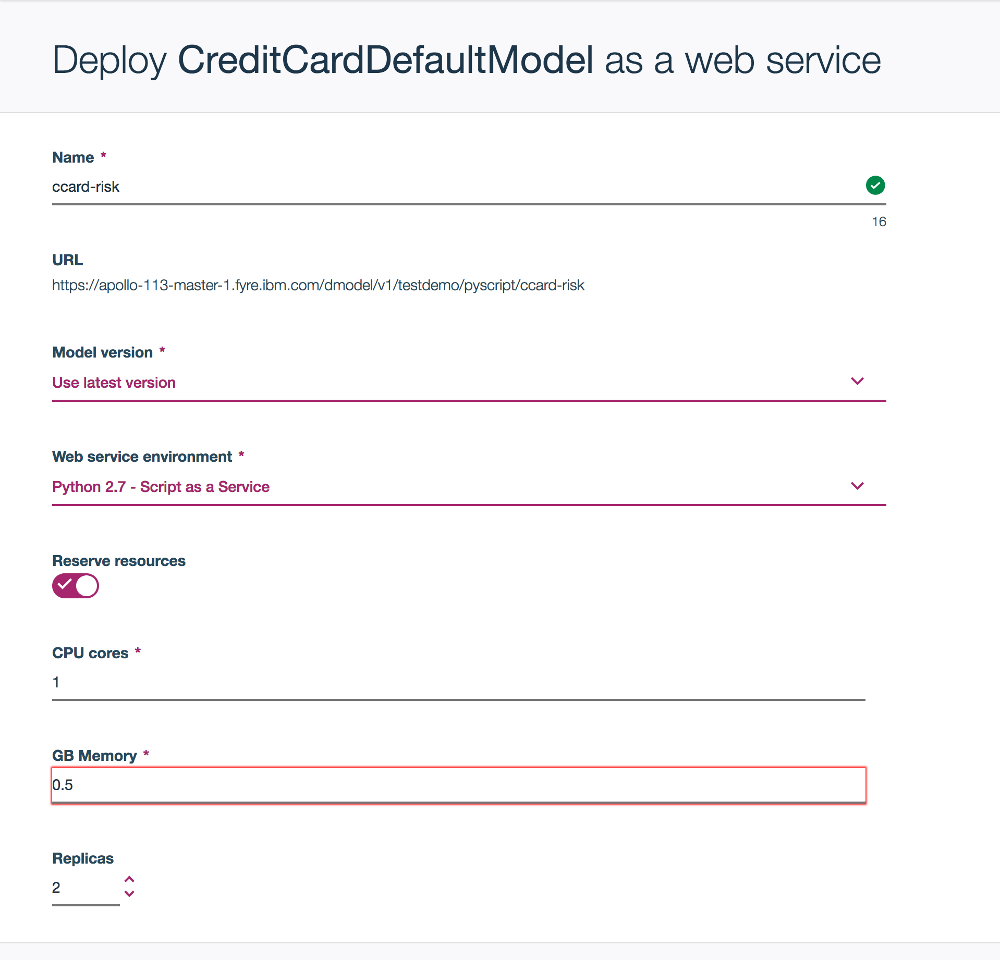 Deploy CreditCardDefaultModel as a web service
Name *
ccard-risk
16
URL
https://apollo-113-master-1.fyre.ibm.com/dmodel/v1/testdemo/pyscript/ccard-risk
Model version *
Use latest version
Web service environment *
Python 2.7 - Script as a Service
Reserve resources
CPU cores *
1
GB Memory *
0.5
Replicas
2